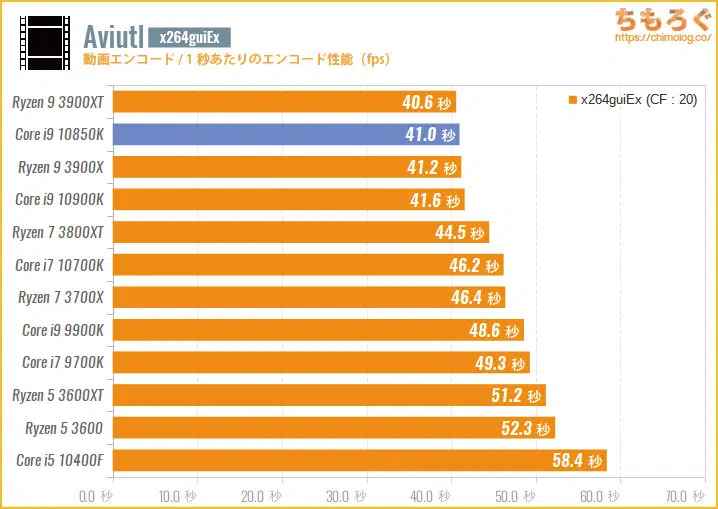 Aviutl x264guiEx
動画エンコード / 1秒あたりのエンコード性能（fps）
ちもろぐ
https://chimolog.co/
x264guiEx (CF : 20)
Ryzen 9 3900XT 40.6 秒
Core i9 10850K 41.0 秒
Ryzen 9 3900X 41.2 秒
Core i9 10900K 41.6 秒
Ryzen 7 3800XT 44.5 秒
Core i7 10700K 46.2 秒
Ryzen 7 3700X 46.4 秒
Core i9 9900K 48.6 秒
Core i7 9700K 49.3 秒
Ryzen 5 3600XT 51.2 秒
Ryzen 5 3600 52.3 秒
Core i5 10400F 58.4 秒
0.0 秒 10.0 秒 20.0 秒 30.0 秒 40.0 秒 50.0 秒 60.0 秒 70.0 秒